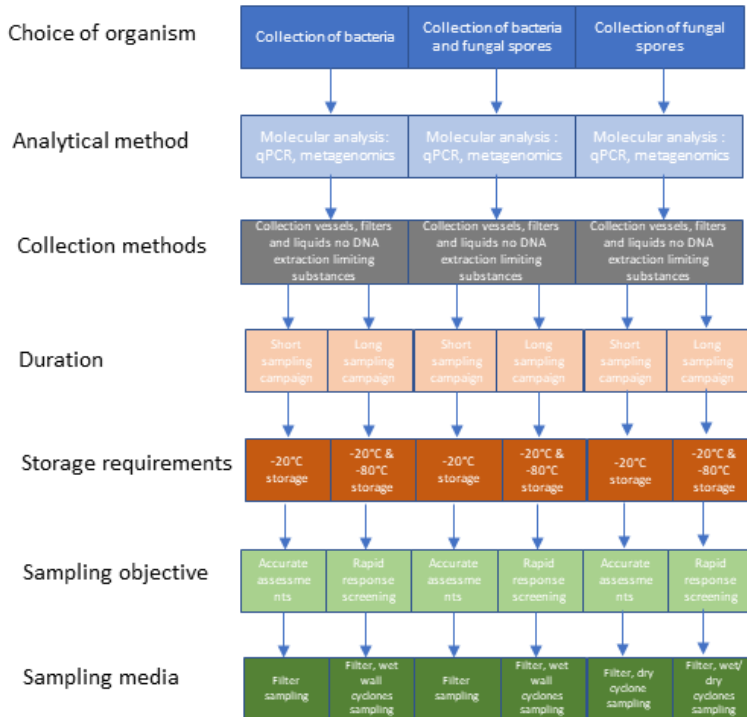 Choice of organism
Collection of bacteria
Collection of bacteria
and fungal spores
Collection of fungal
spores
Analytical method
Molecular analysis:
qPCR, metagenomics
Molecular analysis :
qPCR, metagenomics
Molecular analysis :
qPCR, metagenomics
Collection methods
Collection vessels, filters
and liquids no DNA
extraction limiting
substances
Collection vessels, filters
and liquids no DNA
extraction limiting
substances
Collection vessels, filters
and liquids no DNA
extraction limiting
substances
Duration
Short
sampling
campaign
Long
sampling
campaign
Short
sampling
campaign
Long
sampling
campaign
Short
sampling
campaign
Long
sampling
campaign
Storage requirements
-20°C
storage
-20°C &
-80°C
storage
-20°C
storage
-20°C &
-80°C
storage
-20°C
storage
-20°C &
-80°C
storage
Sampling objective
Accurate
assessme
nts
Rapid
response
screening
Accurate
assessme
nts
Rapid
response
screening
Accurate
assessme
nts
Rapid
response
screening
Sampling media
Filter
sampling
Filter, wet
wall
cyclones
sampling
Filter
sampling
Filter, wet
wall
cyclones
sampling
Filter, dry
cyclone
sampling
Filter, wet/
dry
cyclones
sampling